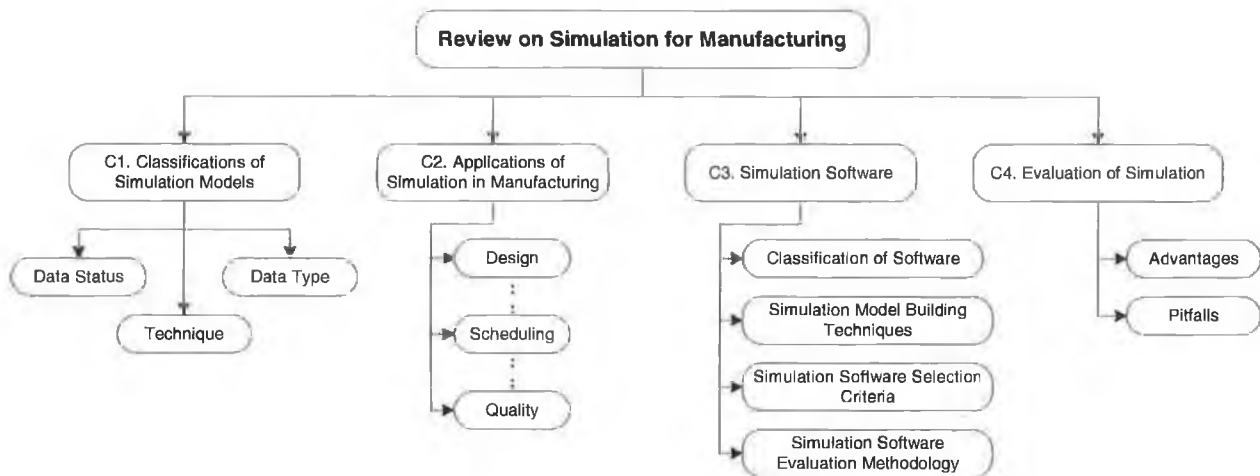 Review on Simulation for Manufacturing
C1. Classifications of
Simulation Models
C2. Applications of
Simulation in Manufacturing
C3. Simulation Software
C4. Evaluation of Simulation
Data Status
Data Type
Technique
Design
Scheduling
Quality
Classification of Software
Simulation Model Building
Techniques
Simulation Software Selection
Criteria
Simulation Software
Evaluation Methodology
Advantages
Pitfalls